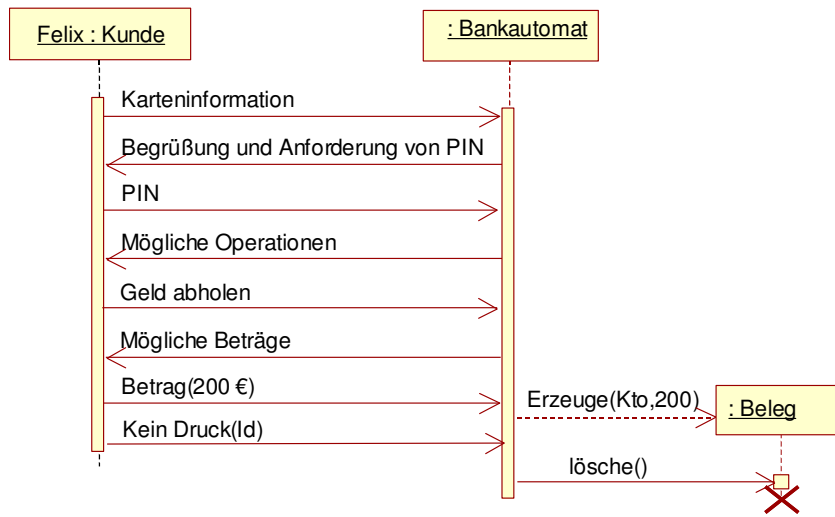 Felix : Kunde
: Bankautomat
Karteninformation
Begrüßung und Anforderung von PIN
PIN
Mögliche Operationen
Geld abholen
Mögliche Beträge
Betrag(200 €)
Erzeuge(Kto,200)
: Beleg
Kein Druck(Id)
lösche()